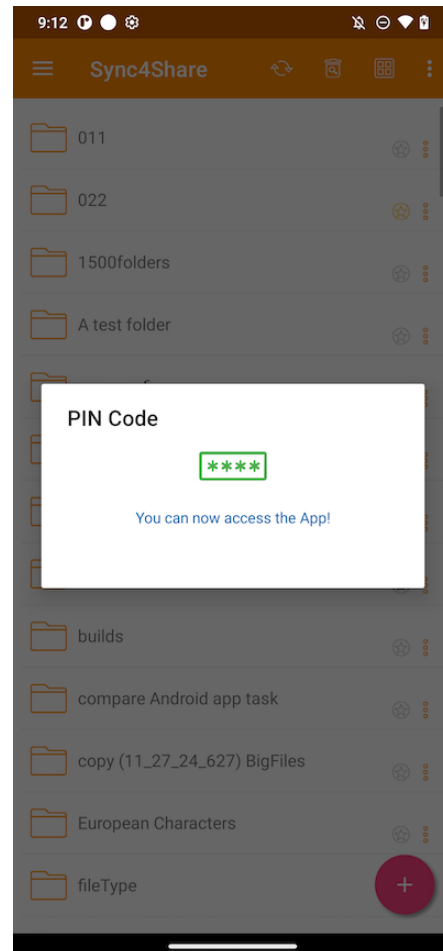 9:12
Sync4Share
011
022
1500folders
A test folder
PIN Code
****
You can now access the App!
builds
compare Android app task
copy (11_27_24_627) BigFiles
European Characters
fileType